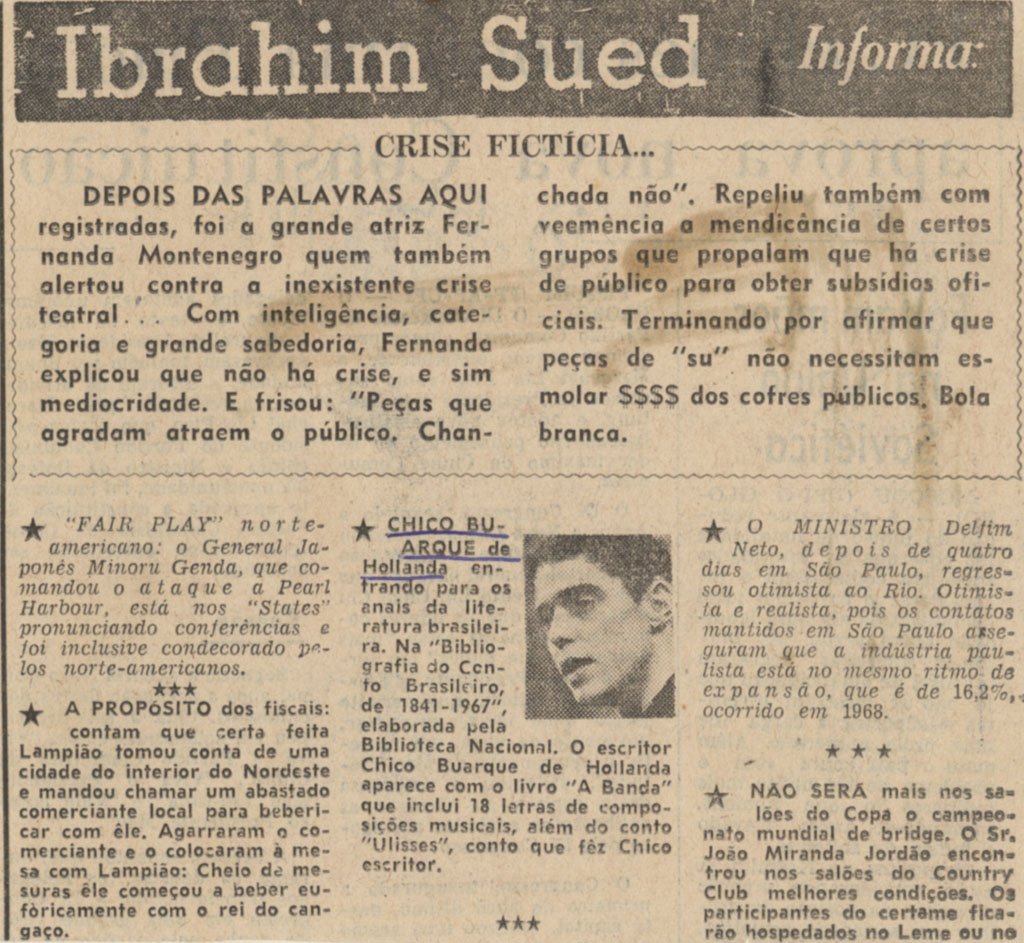 Ibrahim Sued Informa:
CRISE FICTÍCIA...
DEPOIS DAS PALAVRAS AQUI
registradas, foi a grande atriz Fer-
nanda Montenegro quem também
alertou contra a inexistente crise
teatral... Com inteligência, cate-
goria e grande sabedoria, Fernanda
explicou que não há crise, e sim
mediocridade. E frisou: "Peças que
agradam atraem o público. Chan-
chada não". Repeliu também com
veemência a mendicância de certos
grupos que propalam que há crise
de público para obter subsídios ofi-
ciais. Terminando por afirmar que
peças de "su" não necessitam es-
molar $$$$ dos cofres públicos. Bola
branca.
★ "FAIR PLAY" norte-
americano: o General Ja-
ponês Minoru Genda, que co-
mandou o ataque a Pearl
Harbour, está nos "States"
pronunciando conferências e
foi inclusive condecorado pe-
los norte-americanos.
★★★
★ A PROPÓSITO dos fiscais:
contam que certa feita
Lampião tomou conta de uma
cidade do interior do Nordeste
e mandou chamar um abastado
comerciante local para beberi-
car com êle. Agarraram o co-
merciante e o colocaram à me-
sa com Lampião: Cheio de me-
suras êle começou a beber eu-
fòricamente com o rei do can-
gaço.
★ CHICO BU-
ARQUE de
Hollanda en-
trando para os
anais da lite-
ratura brasilei-
ra. Na "Biblio-
grafia do Con-
to Brasileiro,
de 1841-1967",
elaborada pela
Biblioteca Nacional. O escritor
Chico Buarque de Hollanda
aparece com o livro "A Banda"
que inclui 18 letras de compo-
sições musicais, além do conto
"Ulisses", conto que fêz Chico
escritor.
★★★
★ O MINISTRO Delfim
Neto, depois de quatro
dias em São Paulo, regres-
sou otimista ao Rio. Otimis-
ta e realista, pois os contatos
mantidos em São Paulo asse-
guram que a indústria pau-
lista está no mesmo ritmo de
expansão, que é de 16,2%,
ocorrido em 1968.
★ ★ ★
★ NÃO SERÁ mais nos sa-
lões do Copa o campeo-
nato mundial de bridge. O Sr.
João Miranda Jordão encon-
trou nos salões do Country
Club melhores condições. Os
participantes do certame fica-
rão hospedados no Leme ou no